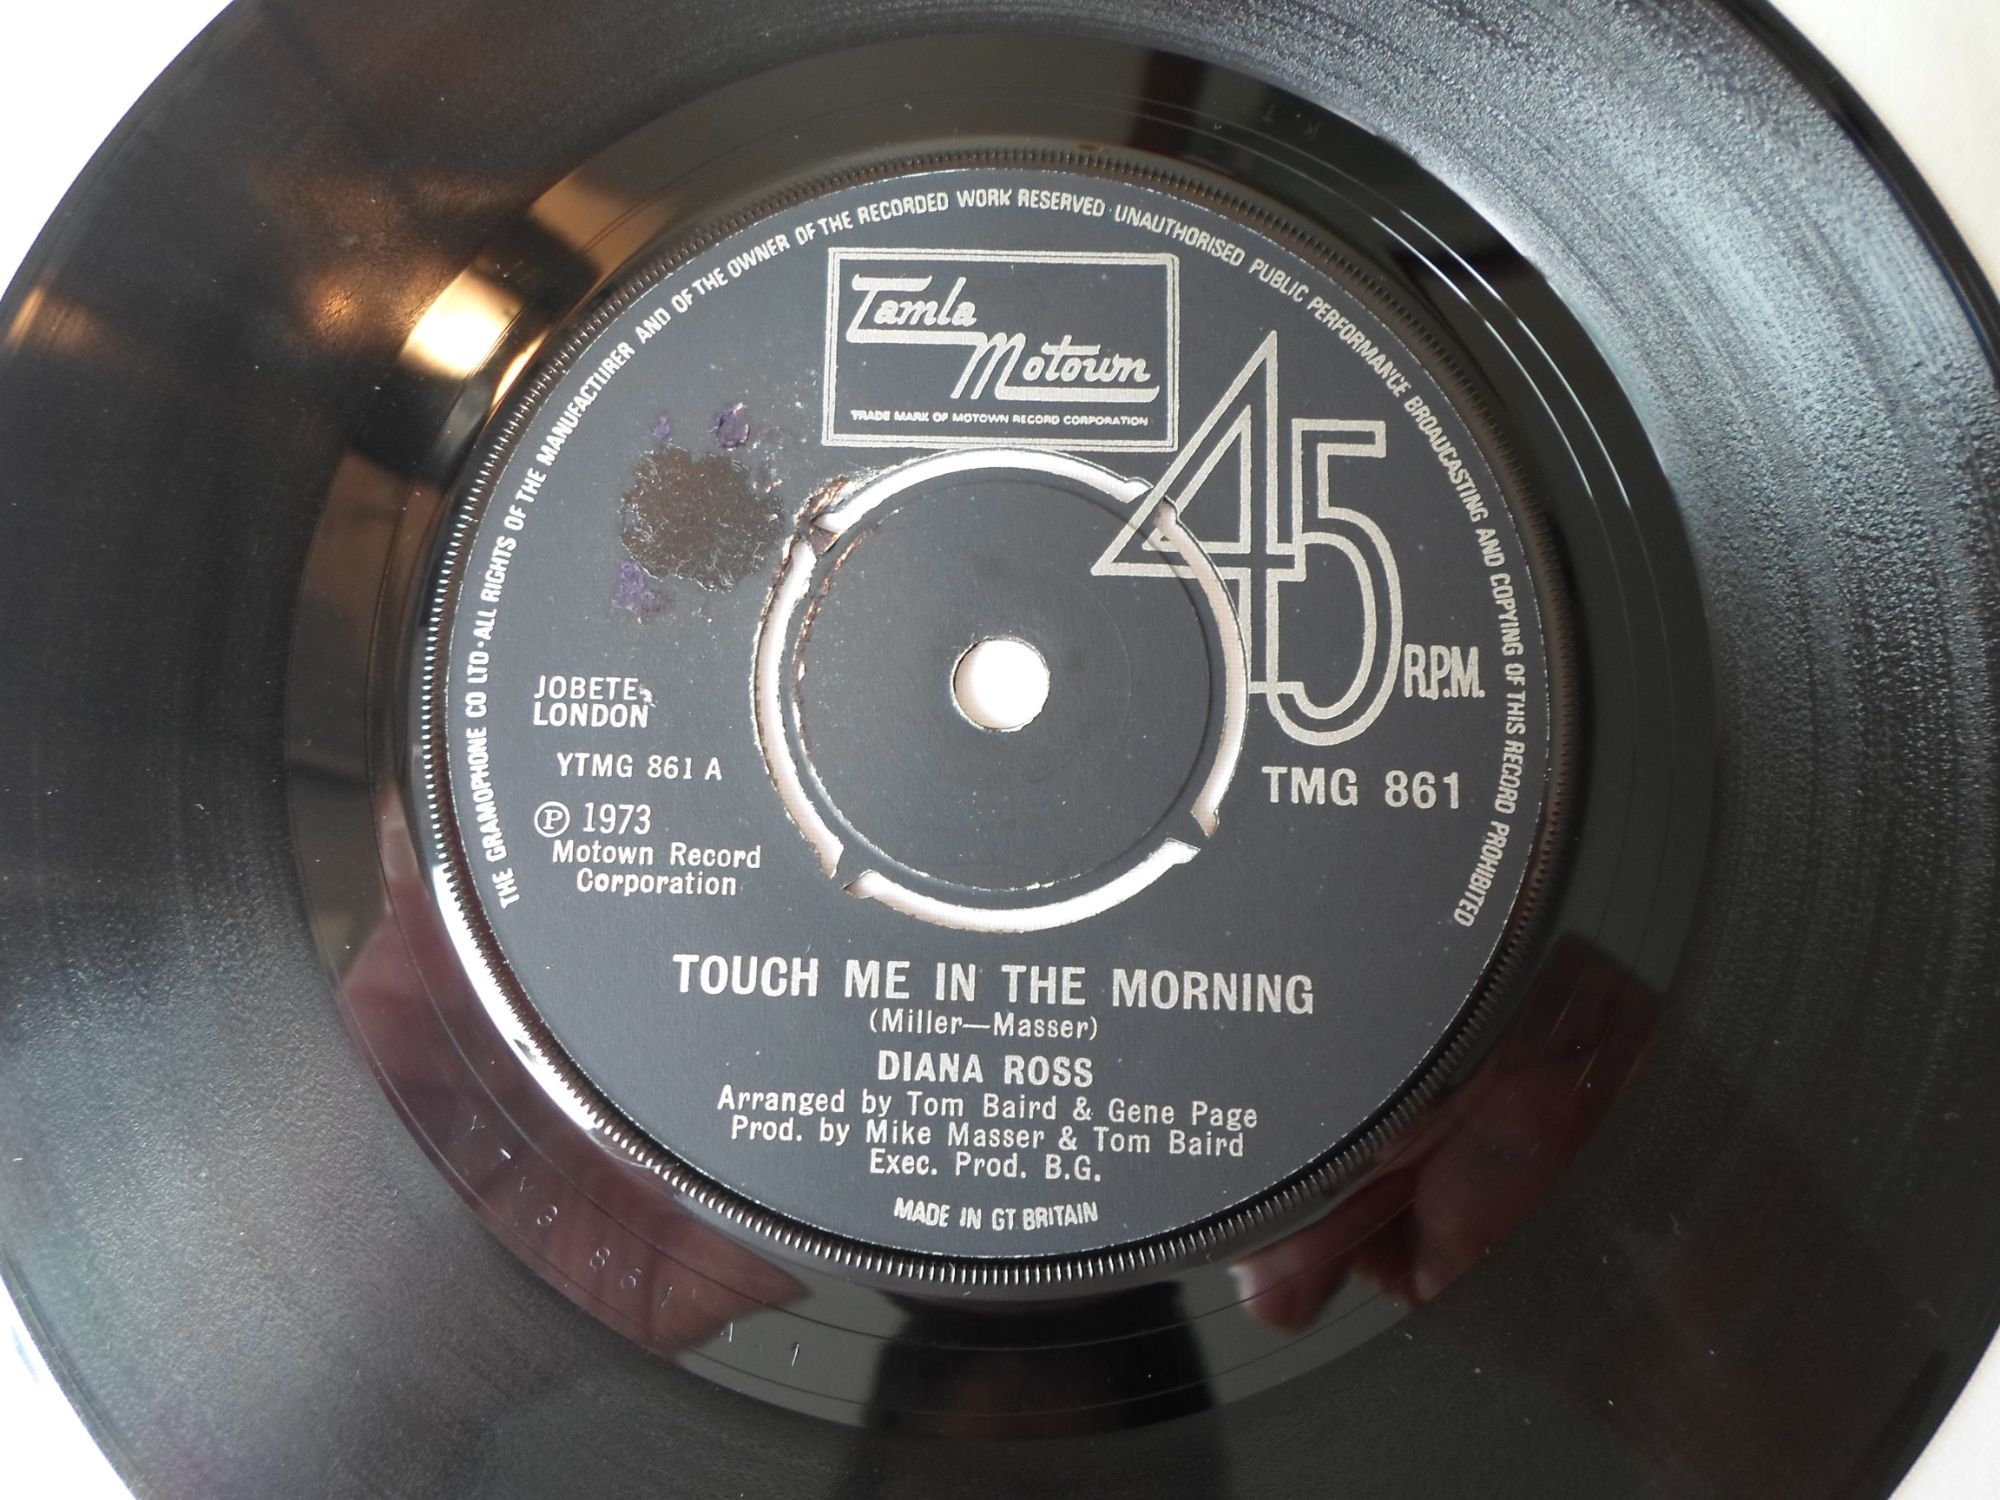 THE GRAMOPHONE CO LTD · ALL RIGHTS OF THE MANUFACTURER AND OF THE OWNER OF THE RECORDED WORK RESERVED · UNAUTHORISED PUBLIC PERFORMANCE BROADCASTING AND COPYING OF THIS RECORD PROHIBITED
Tamla
Motown
TRADE MARK OF MOTOWN RECORD CORPORATION
45
R.P.M.
JOBETE,
LONDON
YTMG 861 A
Ⓟ 1973
Motown Record
Corporation
TMG 861
TOUCH ME IN THE MORNING
(Miller—Masser)
DIANA ROSS
Arranged by Tom Baird & Gene Page
Prod. by Mike Masser & Tom Baird
Exec. Prod. B.G.
MADE IN GT. BRITAIN